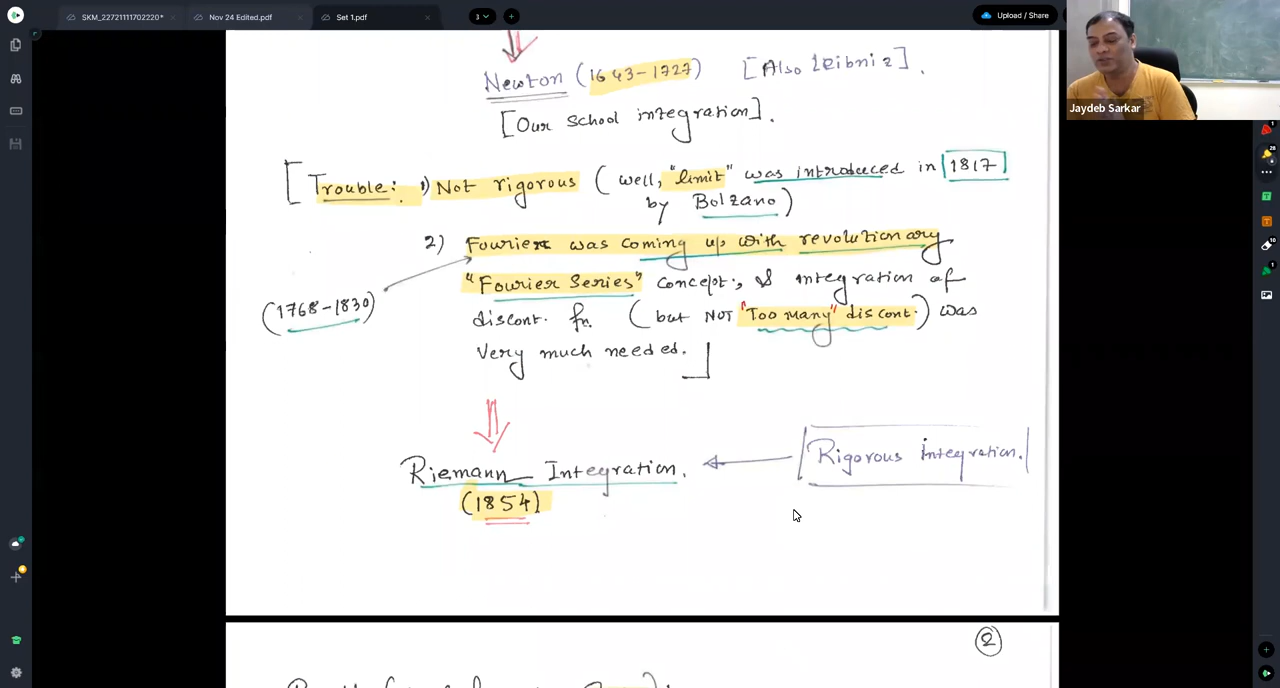 SKM_22721111702220*
Nov 24 Edited.pdf
Set 1.pdf
3
Upload / Share
Jaydeb Sarkar
Newton (1643-1727) [Also Leibniz].
[Our school integration].
[Trouble: 1) Not rigorous (well, "limit" was introduced in 1817
by Bolzano)
2) Fourier was coming up with revolutionary
"Fourier Series" concept, & integration of
(1768-1830)
discont. fn. (but NOT "Too many" discont.) was
very much needed.]
Riemann Integration.
Rigorous Integration.
(1854)
2